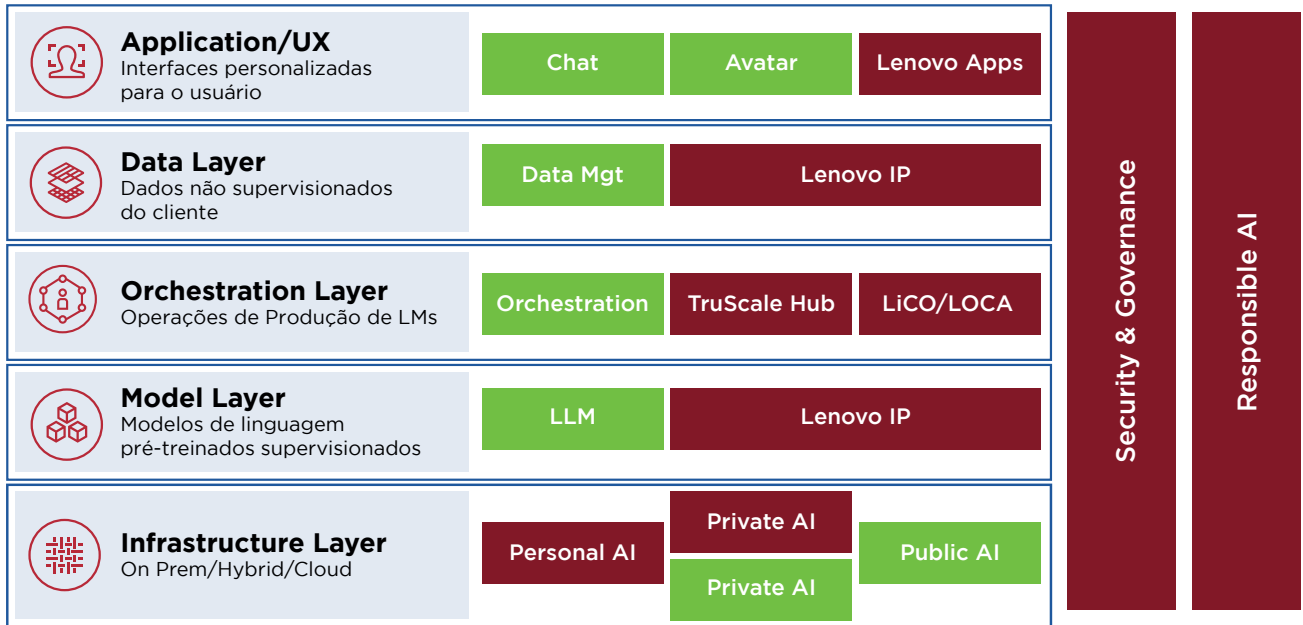 Application/UX
Interfaces personalizadas
para o usuário
Chat
Avatar
Lenovo Apps
Data Layer
Dados não supervisionados
do cliente
Data Mgt
Lenovo IP
Orchestration Layer
Operações de Produção de LMs
Orchestration
TruScale Hub
LiCO/LOCA
Model Layer
Modelos de linguagem
pré-treinados supervisionados
LLM
Lenovo IP
Infrastructure Layer
On Prem/Hybrid/Cloud
Personal AI
Private AI
Private AI
Public AI
Security & Governance
Responsible AI